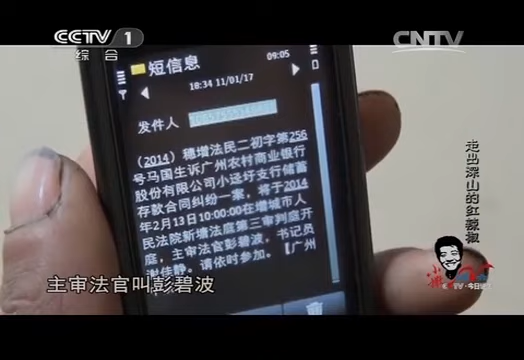 CCTV 1
综合
CNTV
短信息
09:05
18:34 11/01/17
发件人
（2014）穗增法民二初字第256
号马国生诉广州农村商业银行
股份有限公司小迳圩支行储蓄
存款合同纠纷一案，将于2014
年2月13日10:00:00在增城市人
民法院新塘法庭第三审判庭开
庭，主审法官彭碧波，书记员
谢佳静。请依时参加。【广州
走出深山的红辣椒
主审法官叫彭碧波